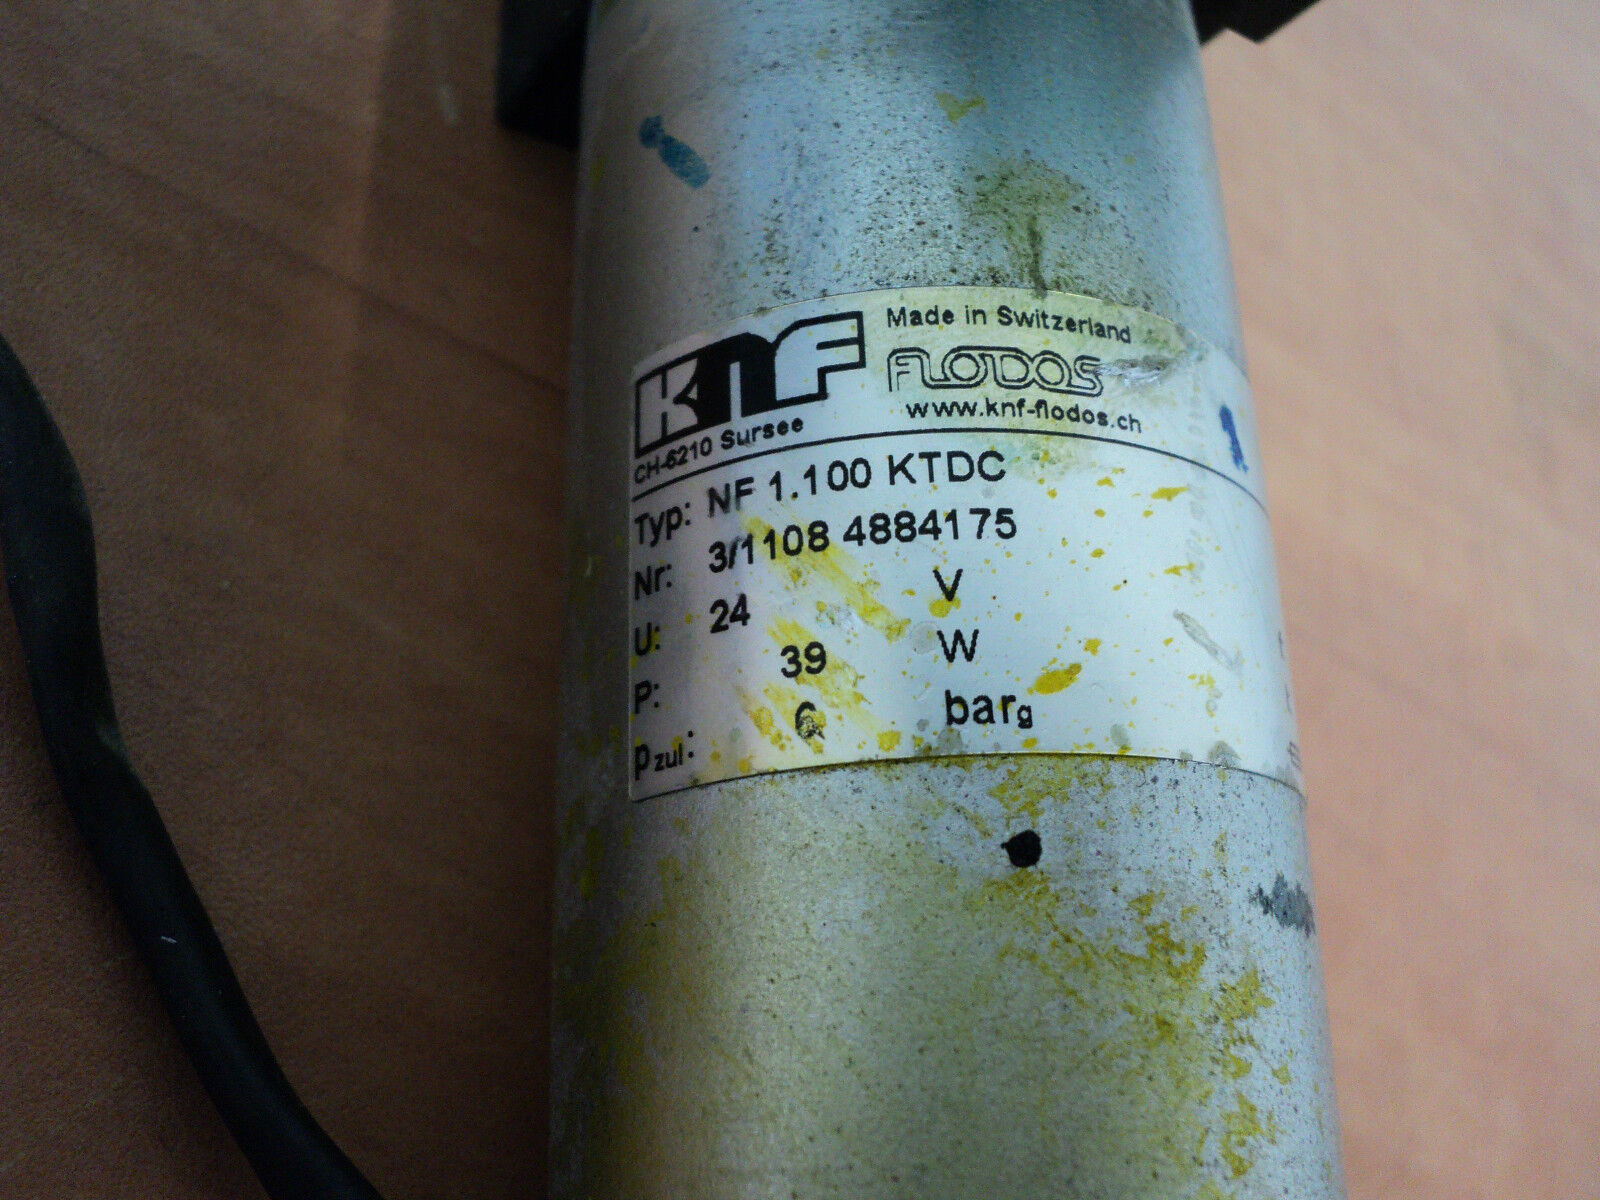 KNF
Made in Switzerland
FLODOS
www.knf-flodos.ch
CH-6210 Sursee
Typ: NF 1.100 KTDC
Nr: 3/1108 4884175
U: 24 V
P: 39 W
pzul: 6 barg
1